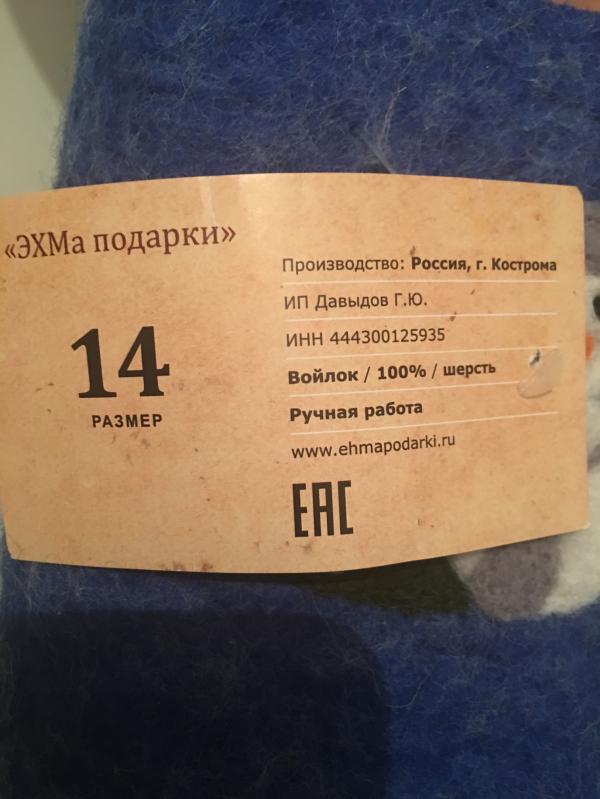 «ЭХМа подарки»
14
РАЗМЕР
Производство: Россия, г. Кострома
ИП Давыдов Г.Ю.
ИНН 444300125935
Войлок / 100% / шерсть
Ручная работа
www.ehmapodarki.ru
EAC